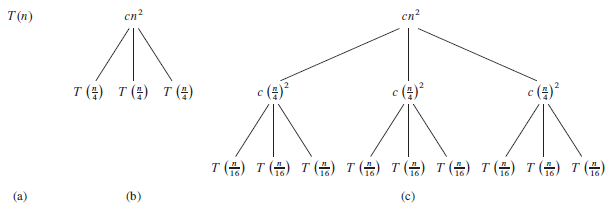 T(n) cn² cn²
T (n/4) T (n/4) T (n/4) c (n/4)² c (n/4)² c (n/4)²
T (n/16) T (n/16) T (n/16) T (n/16) T (n/16) T (n/16) T (n/16) T (n/16) T (n/16)
(a) (b) (c)